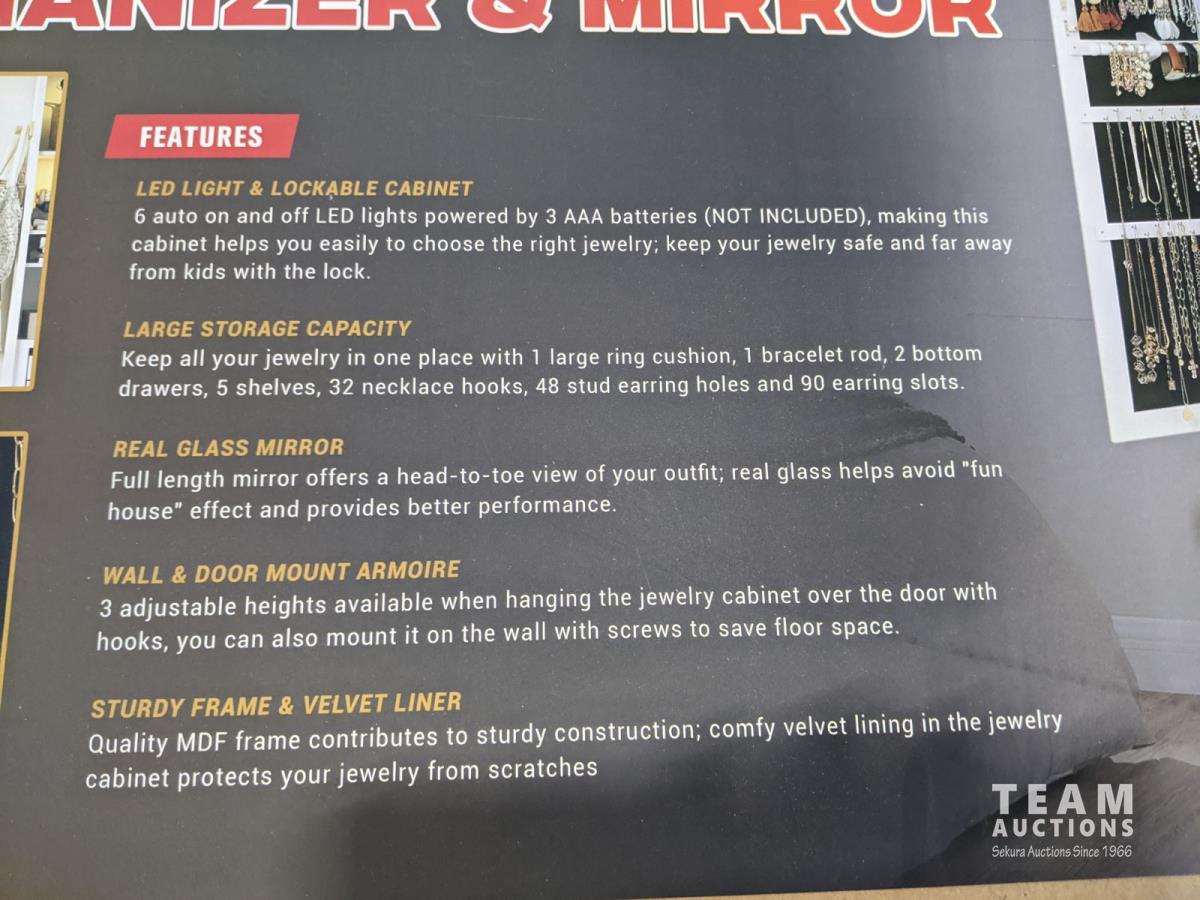 & MIRROR
FEATURES
LED LIGHT & LOCKABLE CABINET
6 auto on and off LED lights powered by 3 AAA batteries (NOT INCLUDED), making this
cabinet helps you easily to choose the right jewelry; keep your jewelry safe and far away
from kids with the lock.
LARGE STORAGE CAPACITY
Keep all your jewelry in one place with 1 large ring cushion, 1 bracelet rod, 2 bottom
drawers, 5 shelves, 32 necklace hooks, 48 stud earring holes and 90 earring slots.
REAL GLASS MIRROR
Full length mirror offers a head-to-toe view of your outfit; real glass helps avoid "fun
house" effect and provides better performance.
WALL & DOOR MOUNT ARMOIRE
3 adjustable heights available when hanging the jewelry cabinet over the door with
hooks, you can also mount it on the wall with screws to save floor space.
STURDY FRAME & VELVET LINER
Quality MDF frame contributes to sturdy construction; comfy velvet lining in the jewelry
cabinet protects your jewelry from scratches
TEAM
AUCTIONS
Sekura Auctions Since 1966